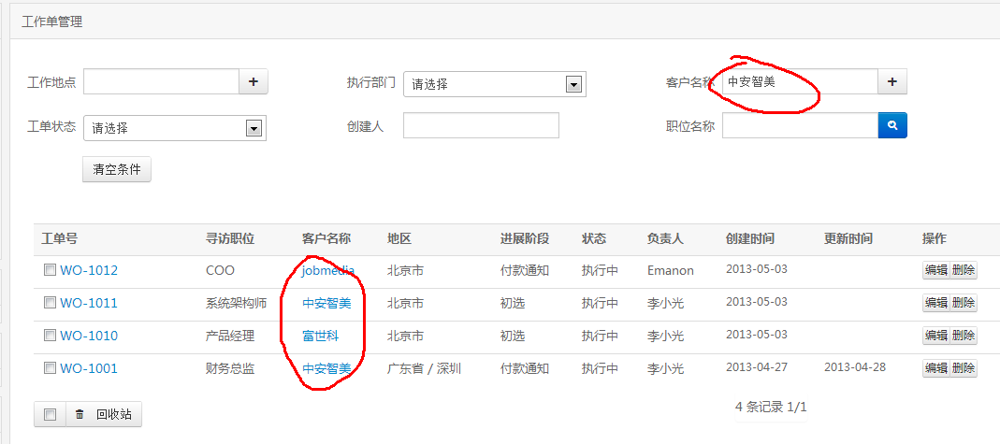 工作单管理
工作地点 + 执行部门 请选择 客户名称 中安智美 +
工单状态 请选择 创建人 职位名称
清空条件
工单号 寻访职位 客户名称 地区 进展阶段 状态 负责人 创建时间 更新时间 操作
WO-1012 COO jobmedia 北京市 付款通知 执行中 Emanon 2013-05-03 编辑 删除
WO-1011 系统架构师 中安智美 北京市 初选 执行中 李小光 2013-05-03 编辑 删除
WO-1010 产品经理 富世科 北京市 初选 执行中 李小光 2013-05-03 编辑 删除
WO-1001 财务总监 中安智美 广东省 / 深圳 付款通知 执行中 李小光 2013-04-27 2013-04-28 编辑 删除
回收站 4 条记录 1/1